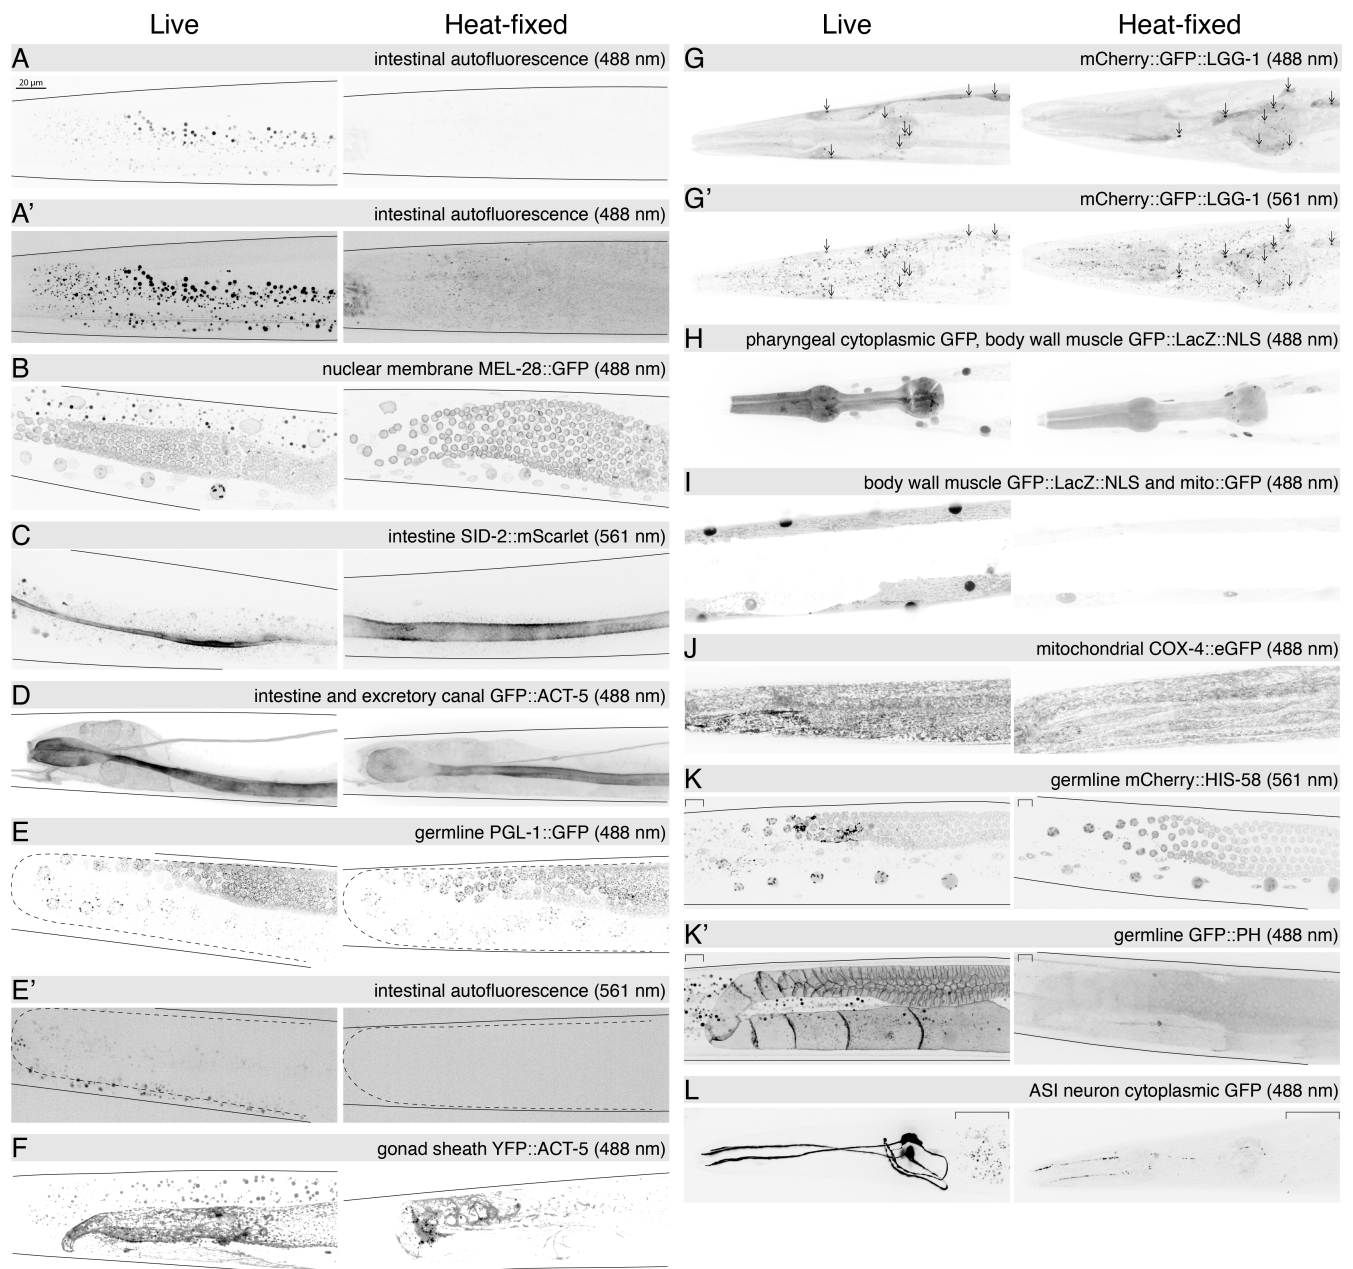 Live
Heat-fixed
A
intestinal autofluorescence (488 nm)
20 µm
A’
intestinal autofluorescence (488 nm)
B
nuclear membrane MEL-28::GFP (488 nm)
C
intestine SID-2::mScarlet (561 nm)
D
intestine and excretory canal GFP::ACT-5 (488 nm)
E
germline PGL-1::GFP (488 nm)
E’
intestinal autofluorescence (561 nm)
F
gonad sheath YFP::ACT-5 (488 nm)
Live
Heat-fixed
G
mCherry::GFP::LGG-1 (488 nm)
G’
mCherry::GFP::LGG-1 (561 nm)
H
pharyngeal cytoplasmic GFP, body wall muscle GFP::LacZ::NLS (488 nm)
I
body wall muscle GFP::LacZ::NLS and mito::GFP (488 nm)
J
mitochondrial COX-4::eGFP (488 nm)
K
germline mCherry::HIS-58 (561 nm)
K’
germline GFP::PH (488 nm)
L
ASI neuron cytoplasmic GFP (488 nm)